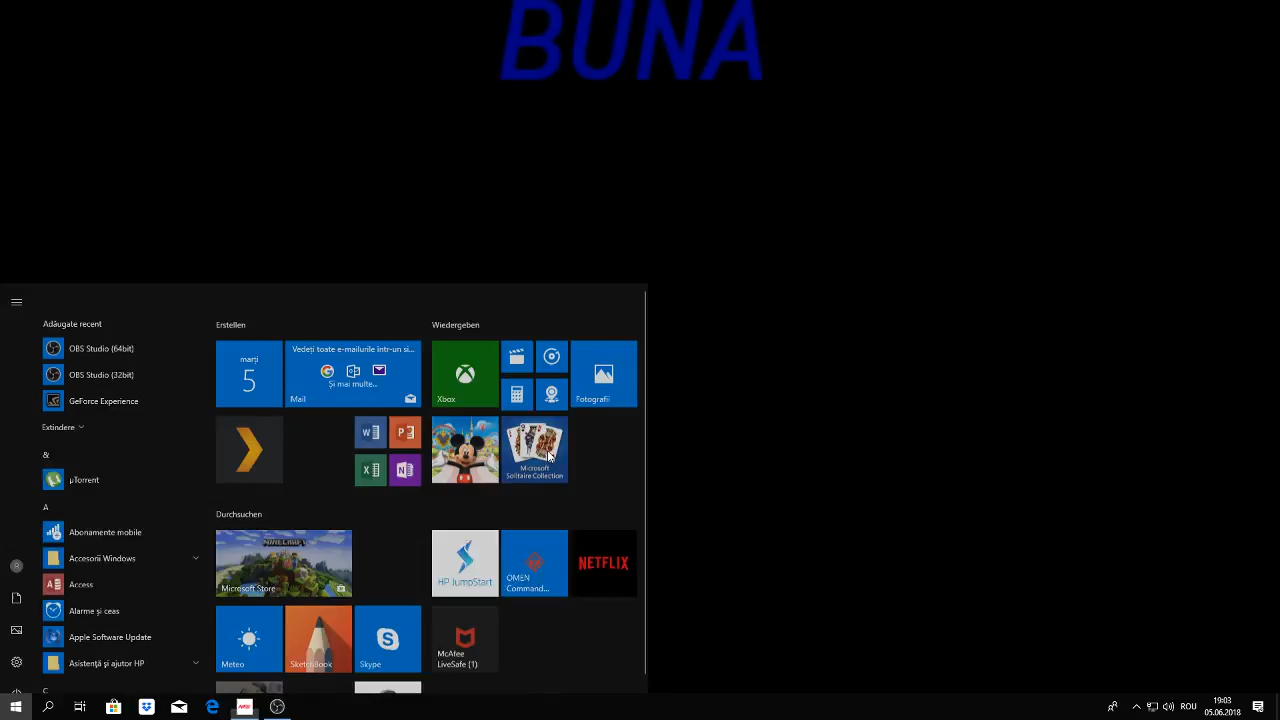 BUNA
Adăugate recent
OBS Studio (64bit)
OBS Studio (32bit)
GeForce Experience
Extindere
&
µTorrent
A
Abonamente mobile
Accesorii Windows
Access
Alarme și ceas
Apple Software Update
Asistență și ajutor HP
Erstellen
marți
5
Vedeți toate e-mailurile într-un si...
Și mai multe...
Mail
Durchsuchen
MINECRAFT
Microsoft Store
Meteo
SketchBook
Skype
Wiedergeben
Xbox
Fotografii
Microsoft
Solitaire Collection
HP JumpStart
OMEN
Command...
NETFLIX
McAfee
LiveSafe (1)
ROU
19:03
05.06.2018